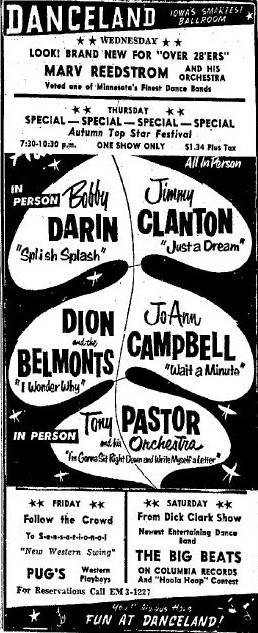 DANCELAND
IOWAS SMARTEST
BALLROOM
★★ WEDNESDAY ★★
LOOK! BRAND NEW FOR "OVER 28'ERS"
MARV REEDSTROM AND HIS ORCHESTRA
Voted one of Minnesota's Finest Dance Bands
★★ THURSDAY ★★
SPECIAL—SPECIAL—SPECIAL—SPECIAL
Autumn Top Star Festival
7:30-10:30 p.m. ONE SHOW ONLY $1.34 Plus Tax
All In Person
IN PERSON
Bobby DARIN
"Splish Splash"
Jimmy CLANTON
"Just a Dream"
DION and the BELMONTS
"I Wonder Why"
JoAnn CAMPBELL
"Wait a Minute"
IN PERSON
Tony PASTOR
and his Orchestra
"I'm Gonna Sit Right Down and Write Myself a Letter"
★★ FRIDAY ★★
Follow the Crowd
To S-e-n-s-a-t-i-o-n-a-l
"New Western Swing"
PUG'S Western Playboys
For Reservations Call EM 3-1227
★★ SATURDAY ★★
From Dick Clark Show
Newest Entertaining Dance
Band
THE BIG BEATS
ON COLUMBIA RECORDS
And "Hoola Hoop" Contest
You'll Always Have
FUN AT DANCELAND!